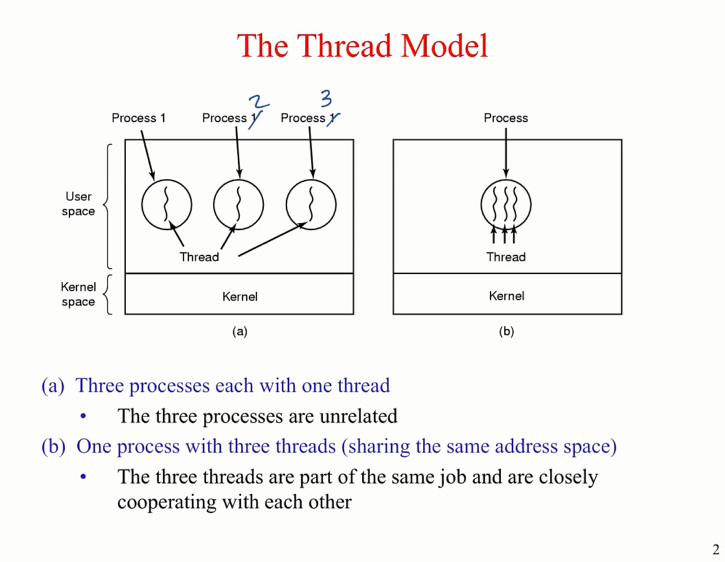 The Thread Model
2 3
Process 1 Process 1 Process 1 Process
User
space
Thread Thread
Kernel
space
Kernel Kernel
(a) (b)
(a) Three processes each with one thread
• The three processes are unrelated
(b) One process with three threads (sharing the same address space)
• The three threads are part of the same job and are closely
cooperating with each other
2